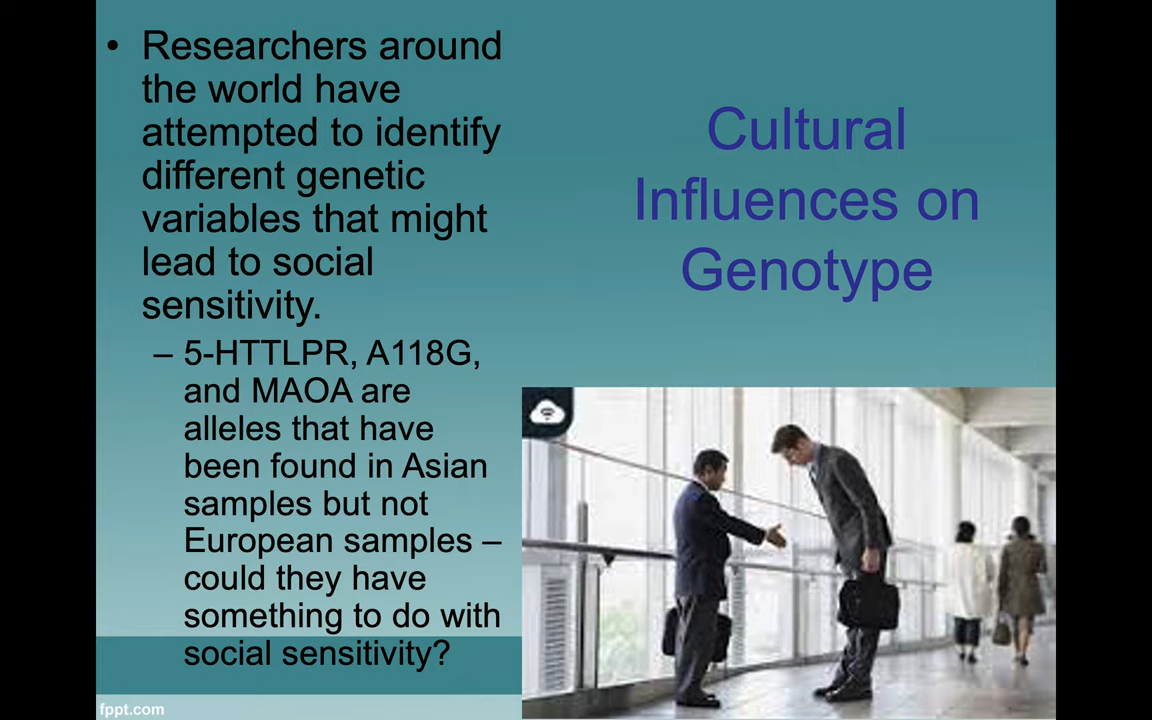 • Researchers around
the world have
attempted to identify
different genetic
variables that might
lead to social
sensitivity.
– 5-HTTLPR, A118G,
and MAOA are
alleles that have
been found in Asian
samples but not
European samples –
could they have
something to do with
social sensitivity?
Cultural
Influences on
Genotype
fppt.com